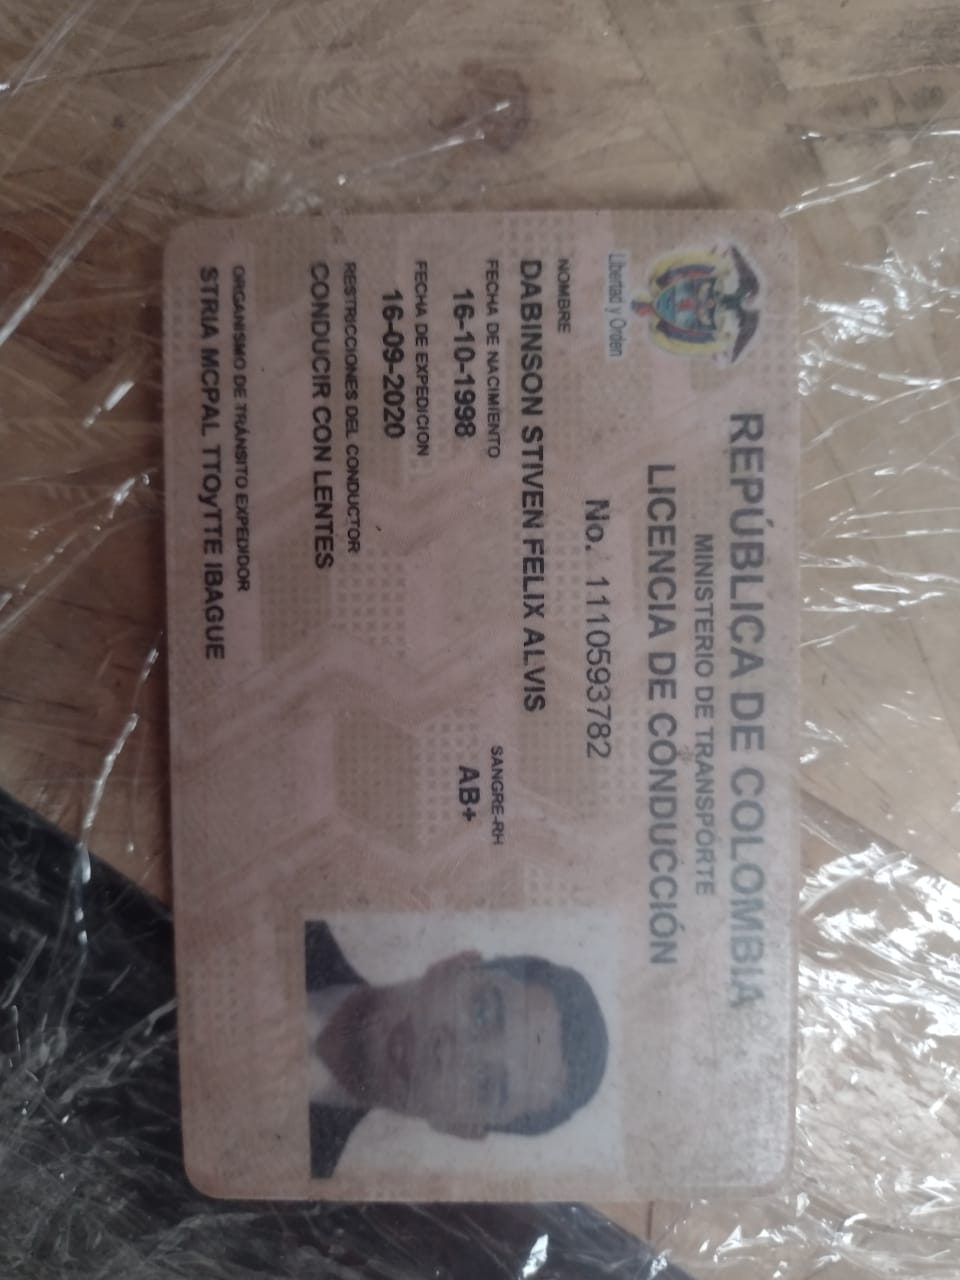 REPÚBLICA DE COLOMBIA
MINISTERIO DE TRANSPORTE
LICENCIA DE CONDUCCIÓN
Libertad y Orden
No. 1110593782
NOMBRE
DABINSON STIVEN FELIX ALVIS
FECHA DE NACIMIENTO
16-10-1998
SANGRE-RH
AB+
FECHA DE EXPEDICION
16-09-2020
RESTRICCIONES DEL CONDUCTOR
CONDUCIR CON LENTES
ORGANISMO DE TRÁNSITO EXPEDIDOR
STRIA MCPAL TTOyTTE IBAGUE